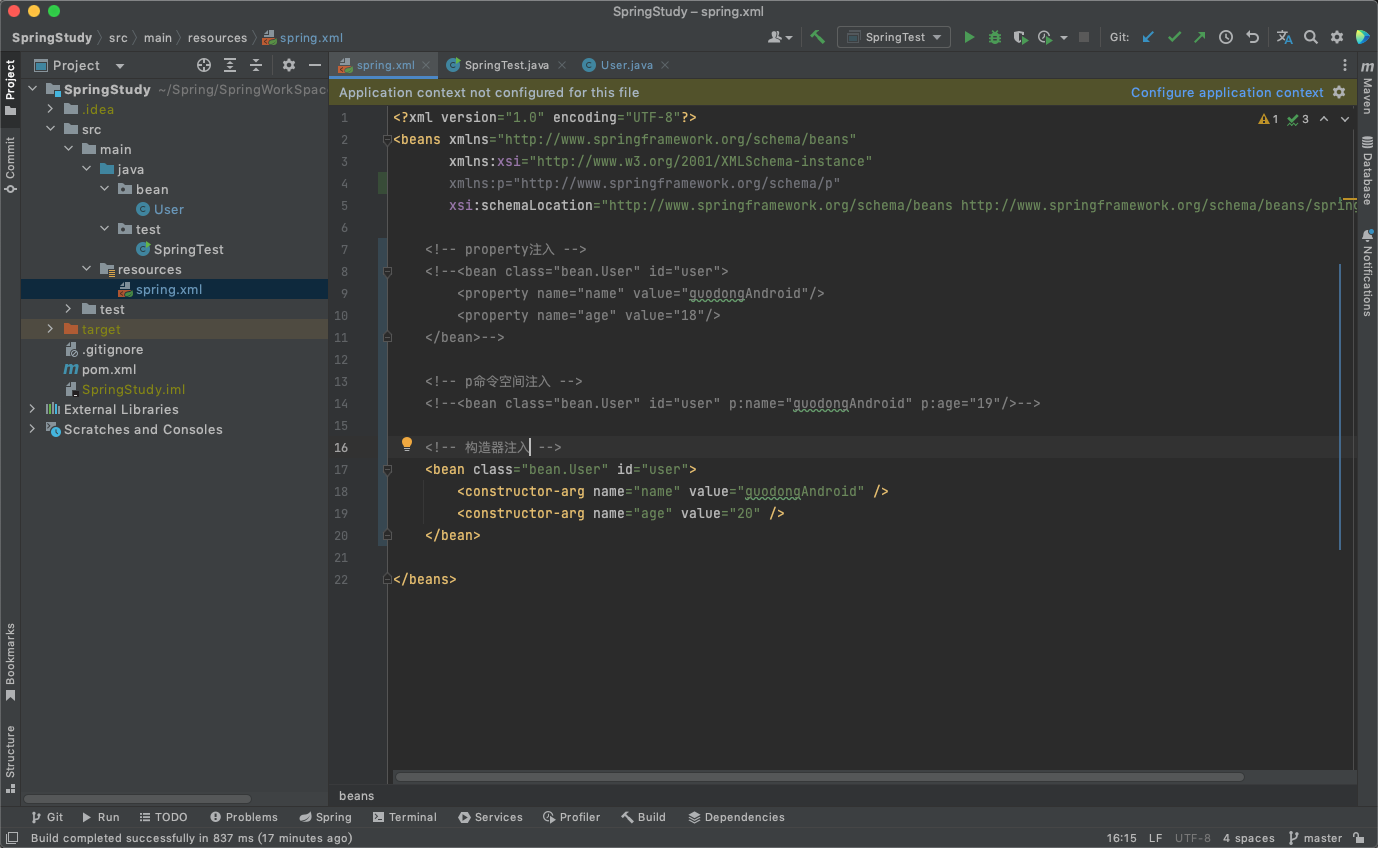 SpringStudy – spring.xml
SpringStudy src main resources spring.xml
SpringTest Git:
Project
spring.xml SpringTest.java User.java
Project
Commit
Bookmarks
Structure
SpringStudy ~/Spring/SpringWorkSpac
.idea
src
main
java
bean
User
test
SpringTest
resources
spring.xml
test
target
.gitignore
pom.xml
SpringStudy.iml
External Libraries
Scratches and Consoles
Application context not configured for this file Configure application context
1 3
1 <?xml version="1.0" encoding="UTF-8"?>
2 <beans xmlns="http://www.springframework.org/schema/beans"
3 xmlns:xsi="http://www.w3.org/2001/XMLSchema-instance"
4 xmlns:p="http://www.springframework.org/schema/p"
5 xsi:schemaLocation="http://www.springframework.org/schema/beans http://www.springframework.org/schema/beans/spring
6
7 <!-- property注入 -->
8 <!--<bean class="bean.User" id="user">
9 <property name="name" value="guodongAndroid"/>
10 <property name="age" value="18"/>
11 </bean>-->
12
13 <!-- p命令空间注入 -->
14 <!--<bean class="bean.User" id="user" p:name="guodongAndroid" p:age="19"/>-->
15
16 <!-- 构造器注入 -->
17 <bean class="bean.User" id="user">
18 <constructor-arg name="name" value="guodongAndroid" />
19 <constructor-arg name="age" value="20" />
20 </bean>
21
22 </beans>
Maven
Database
Notifications
beans
Git Run TODO Problems Spring Terminal Services Profiler Build Dependencies
Build completed successfully in 837 ms (17 minutes ago) 16:15 LF UTF-8 4 spaces master